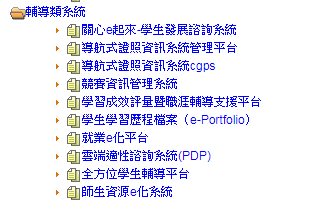 輔導類系統
關心e起來-學生發展諮詢系統
導航式證照資訊系統管理平台
導航式證照資訊系統cgps
競賽資訊管理系統
學習成效評量暨職涯輔導支援平台
學生學習歷程檔案（e-Portfolio）
就業e化平台
雲端適性諮詢系統(PDP)
全方位學生輔導平台
師生資源e化系統